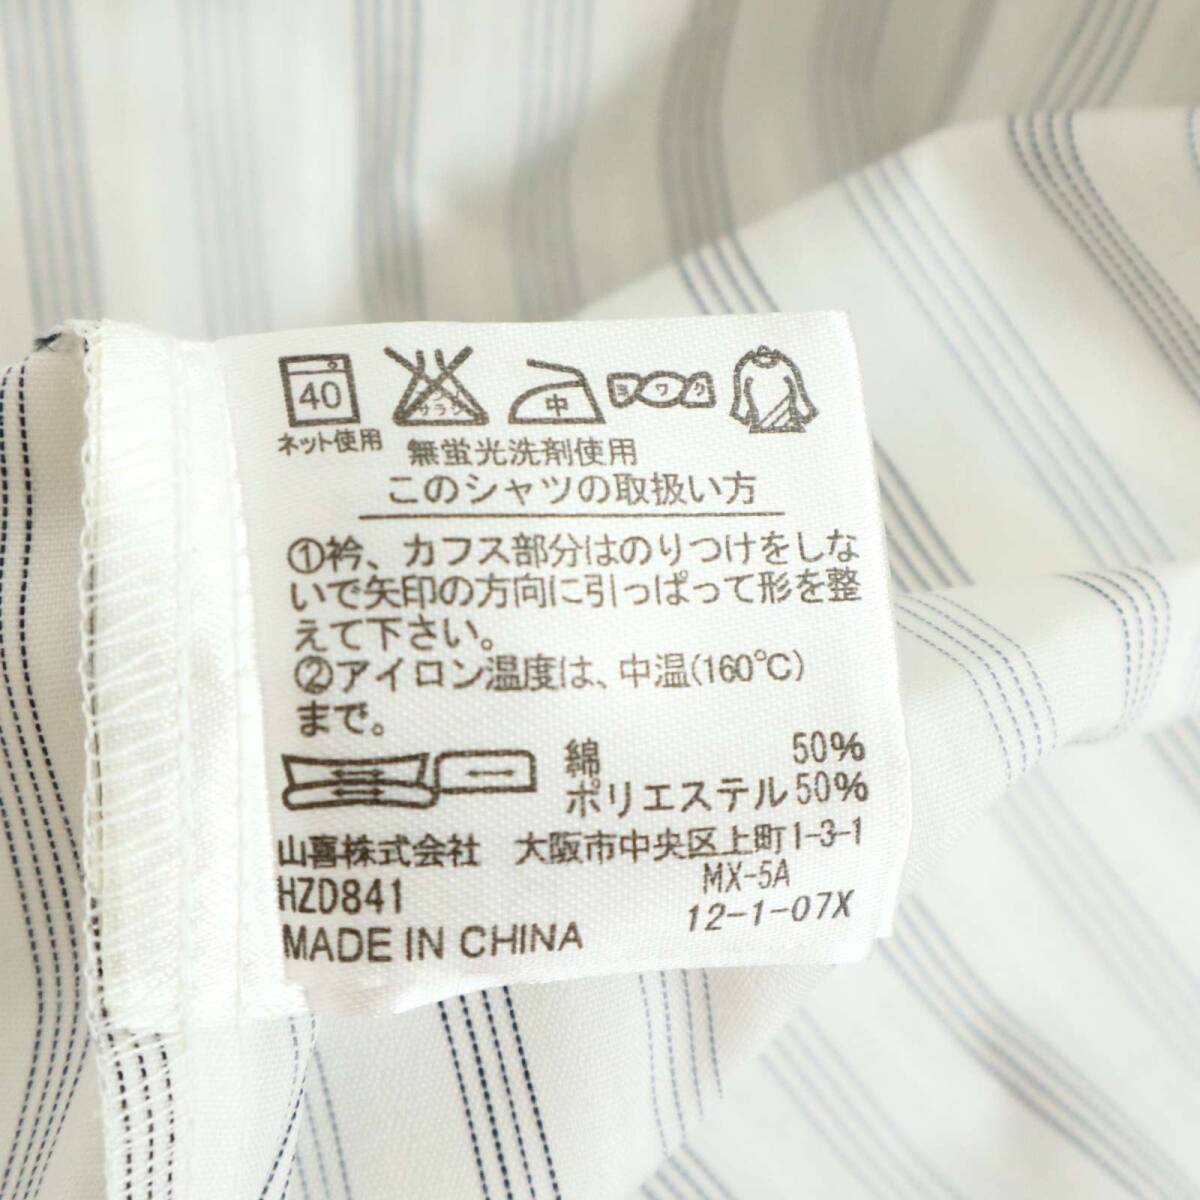 40
中
ヨワク
ネット使用
無蛍光洗剤使用
このシャツの取扱い方
①衿、カフス部分はのりつけをしな
いで矢印の方向に引っぱって形を整
えて下さい。
②アイロン温度は、中温(160℃)
まで。
綿 50%
ポリエステル50%
山喜株式会社 大阪市中央区上町1-3-1
HZD841 MX-5A
12-1-07X
MADE IN CHINA